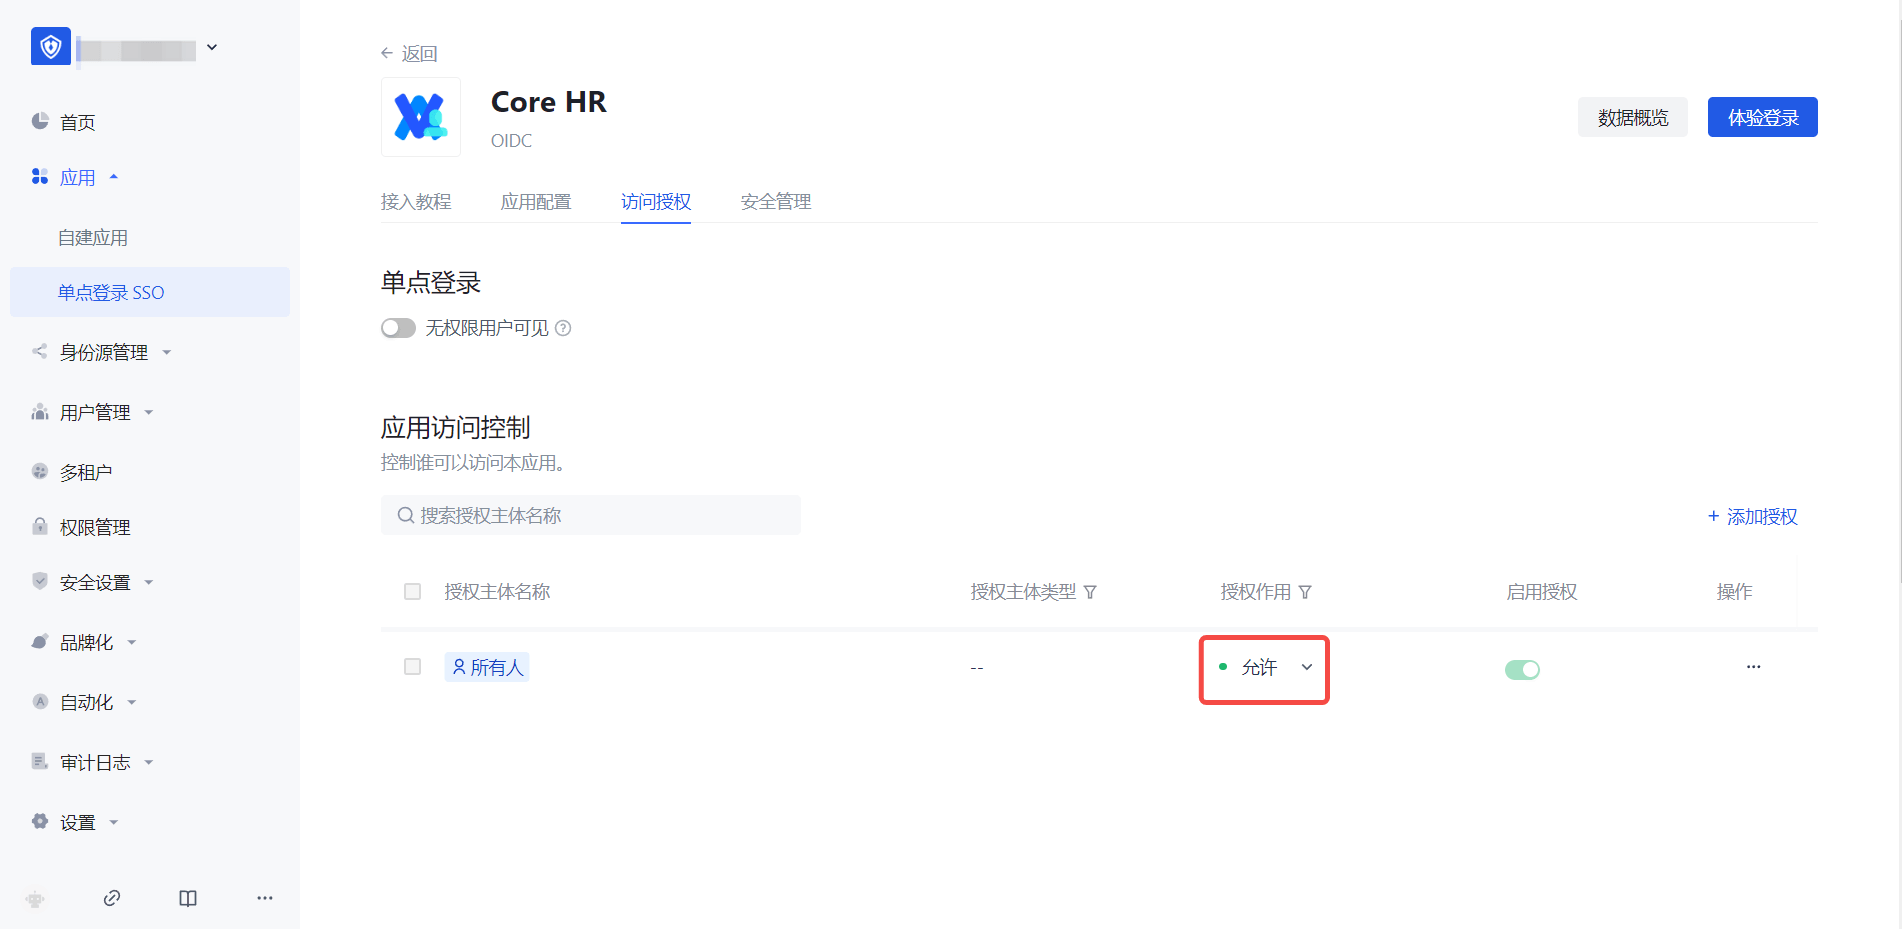 首页
应用
自建应用
单点登录 SSO
身份源管理
用户管理
多租户
权限管理
安全设置
品牌化
自动化
审计日志
设置
返回
Core HR
OIDC
数据概览
体验登录
接入教程
应用配置
访问授权
安全管理
单点登录
无权限用户可见
应用访问控制
控制谁可以访问本应用。
搜索授权主体名称
+ 添加授权
授权主体名称
授权主体类型
授权作用
启用授权
操作
所有人
--
允许